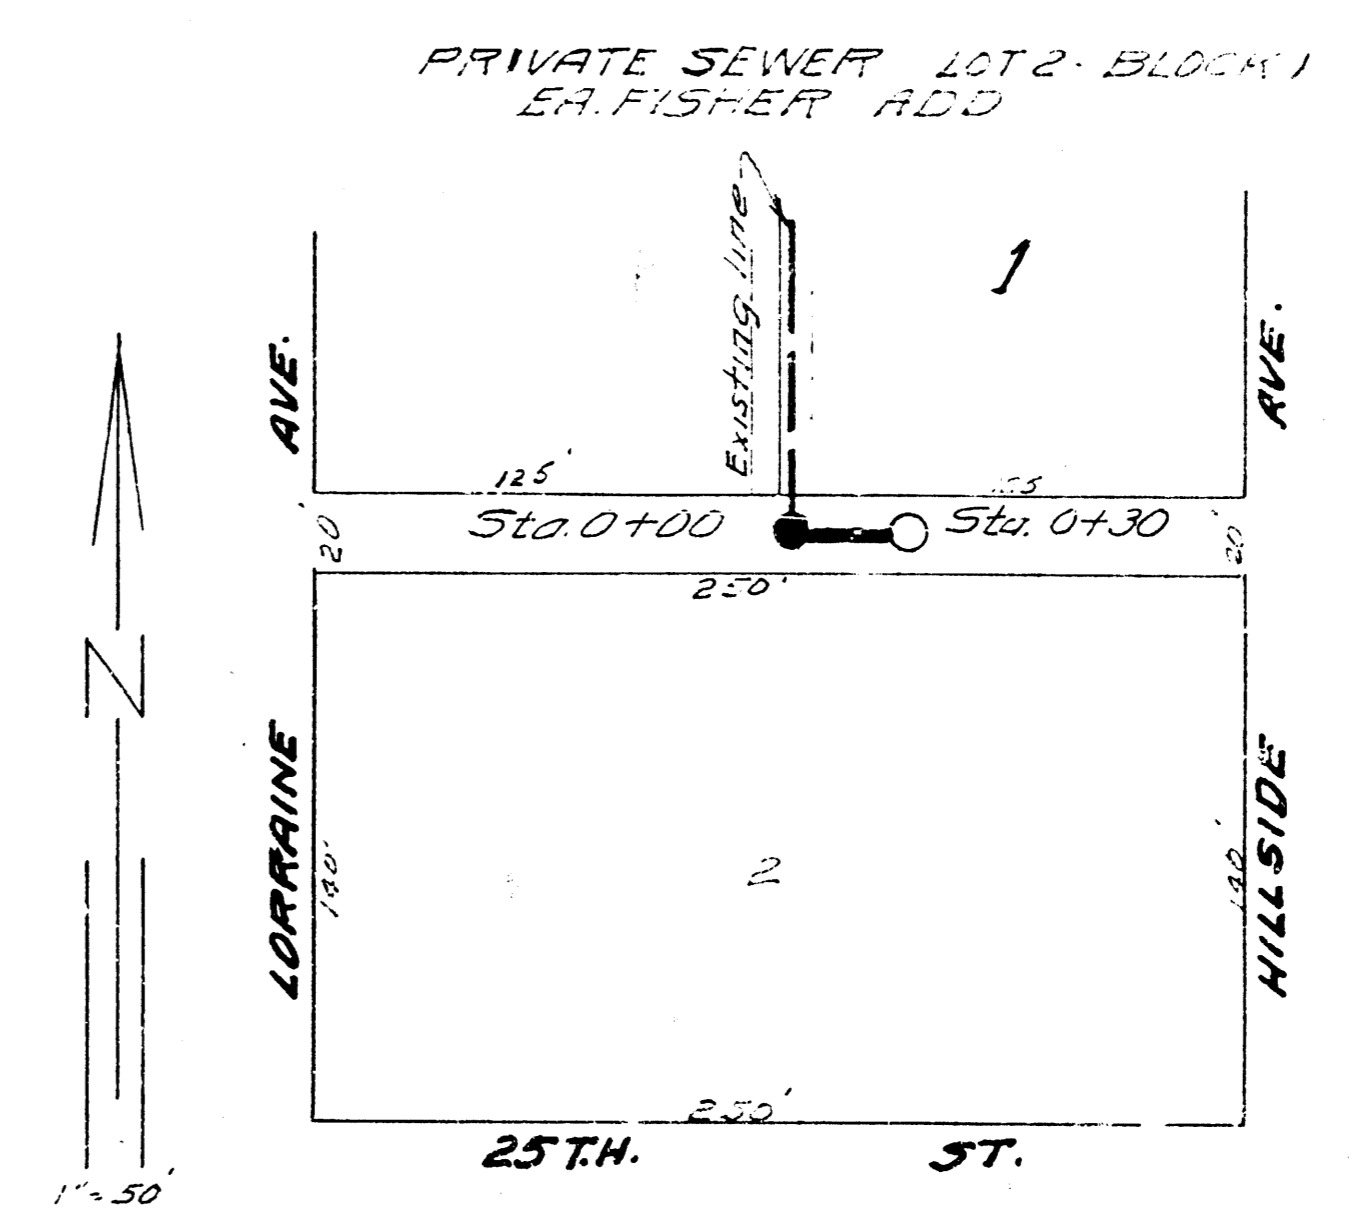 PRIVATE SEWER LOT 2 - BLOCK 1
EA. FISHER ADD
Existing line
1
AVE.
AVE.
125'
Sta. 0+00
Sta. 0+30
20'
20'
250'
N
LORRAINE
140'
2
140'
HILLSIDE
250'
25TH. ST.
1" = 50'